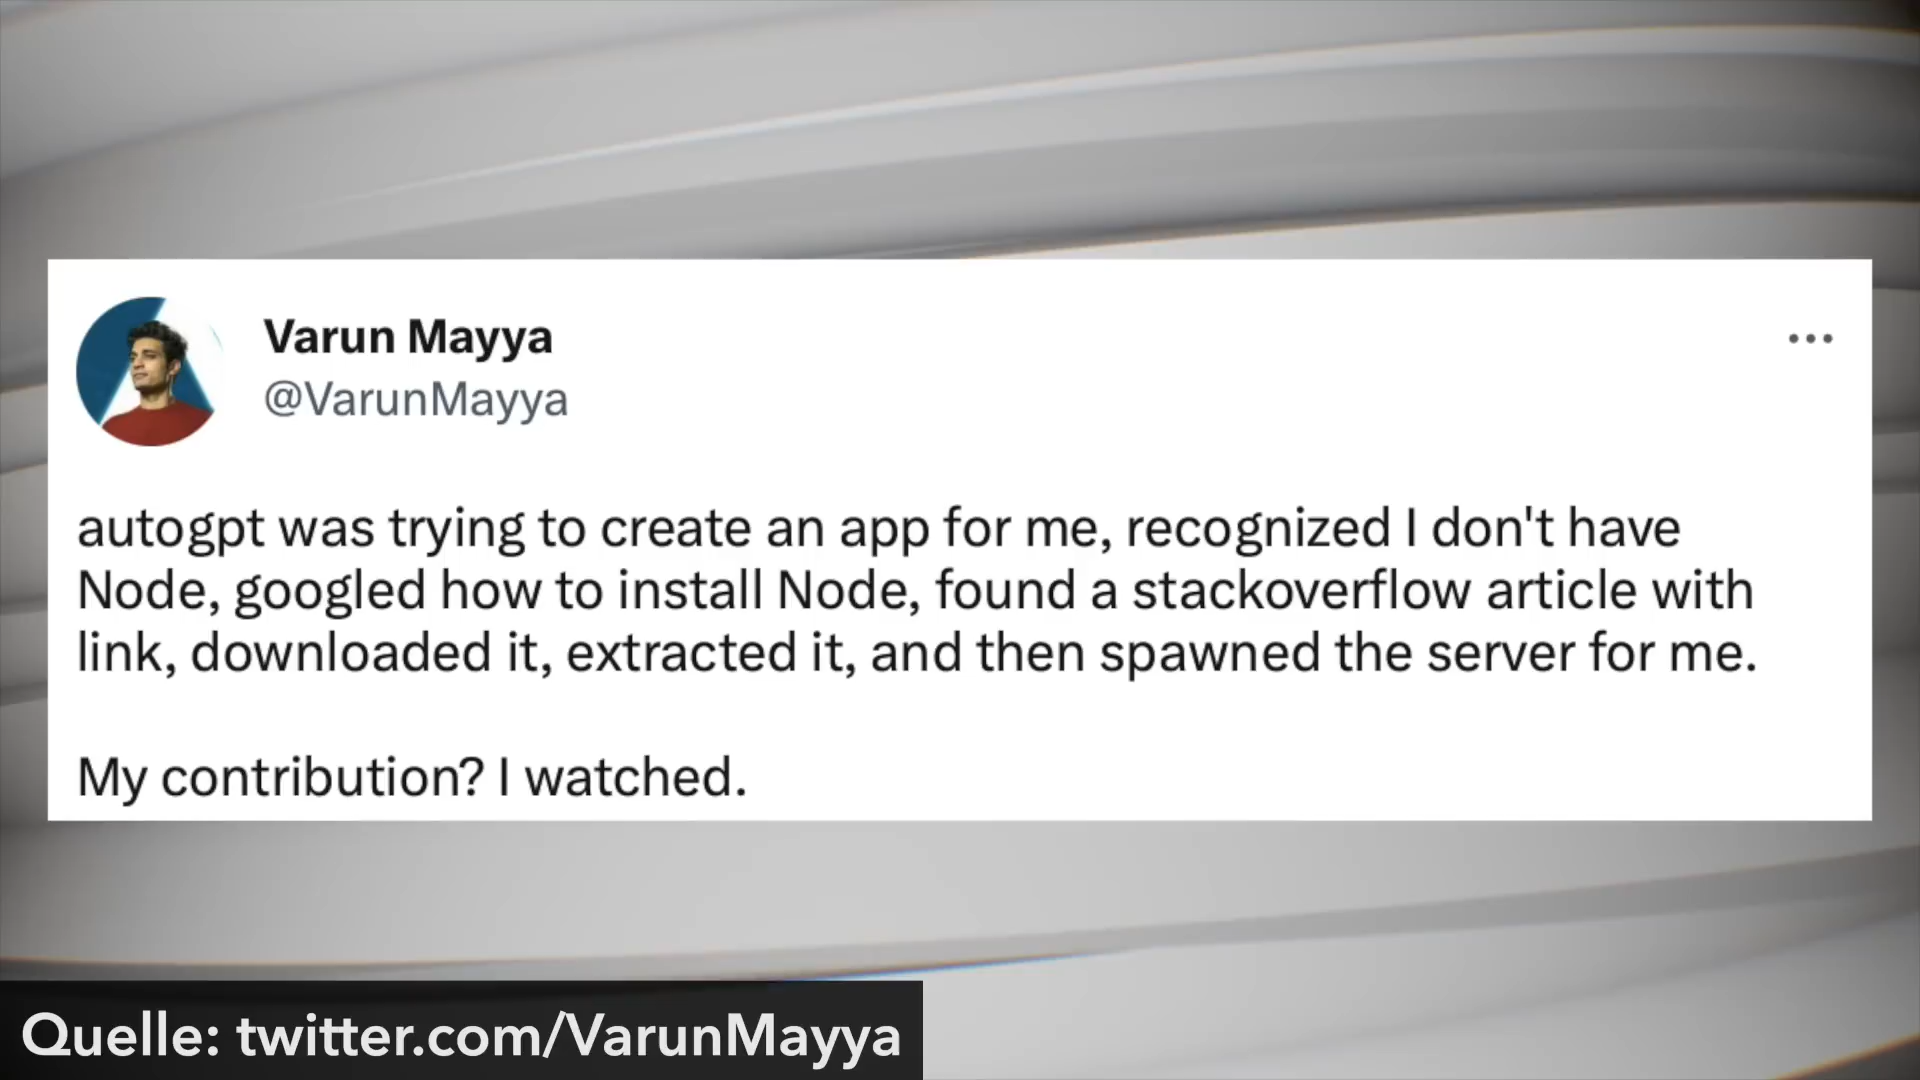 Varun Mayya
@VarunMayya
autogpt was trying to create an app for me, recognized I don't have
Node, googled how to install Node, found a stackoverflow article with
link, downloaded it, extracted it, and then spawned the server for me.
My contribution? I watched.
Quelle: twitter.com/VarunMayya